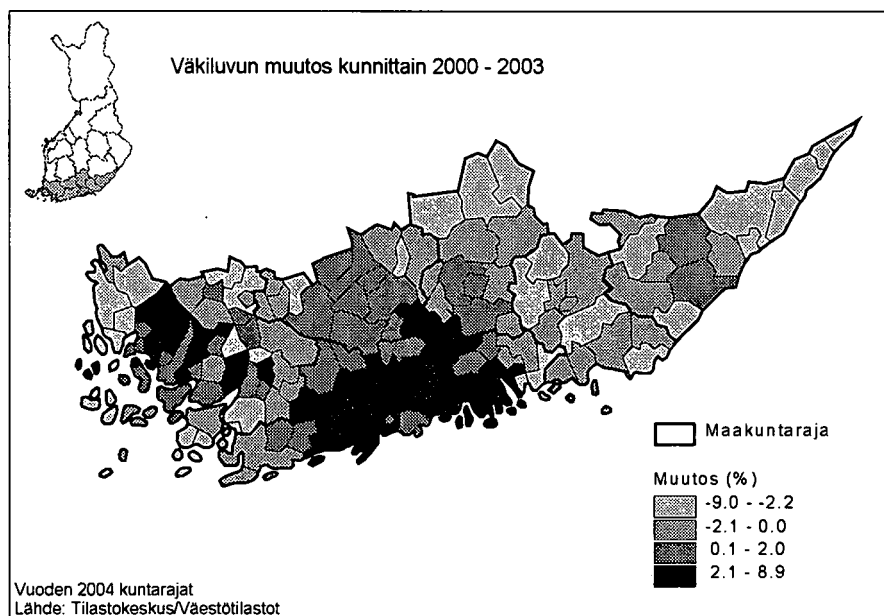 Väkiluvun muutos kunnittain 2000 - 2003
Maakuntaraja
Muutos (%)
-9.0 - -2.2
-2.1 - 0.0
0.1 - 2.0
2.1 - 8.9
Vuoden 2004 kuntarajat
Lähde: Tilastokeskus/Väestötilastot